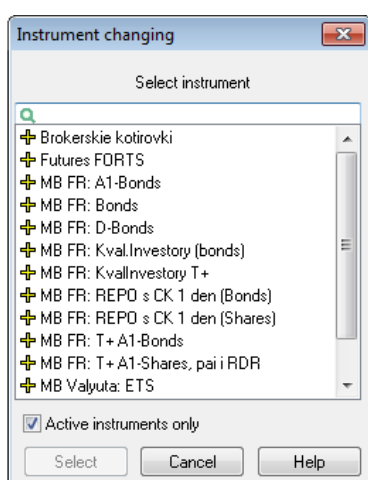 Instrument changing
Select instrument
Brokerskie kotirovki
Futures FORTS
MB FR: A1-Bonds
MB FR: Bonds
MB FR: D-Bonds
MB FR: Kval.Investory (bonds)
MB FR: KvalInvestory T+
MB FR: REPO s CK 1 den (Bonds)
MB FR: REPO s CK 1 den (Shares)
MB FR: T+ A1-Bonds
MB FR: T+ A1-Shares, pai i RDR
MB Valyuta: ETS
Active instruments only
Select Cancel Help